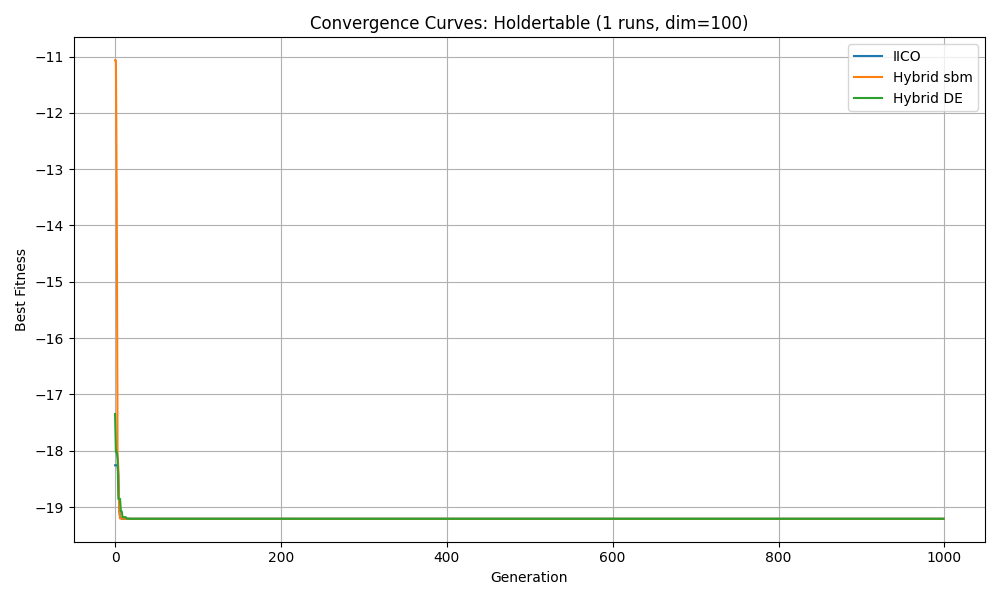 Convergence Curves: Holdertable (1 runs, dim=100)
IICO
Hybrid sbm
Hybrid DE
−11
−12
−13
−14
−15
−16
−17
−18
−19
Best Fitness
0 200 400 600 800 1000
Generation